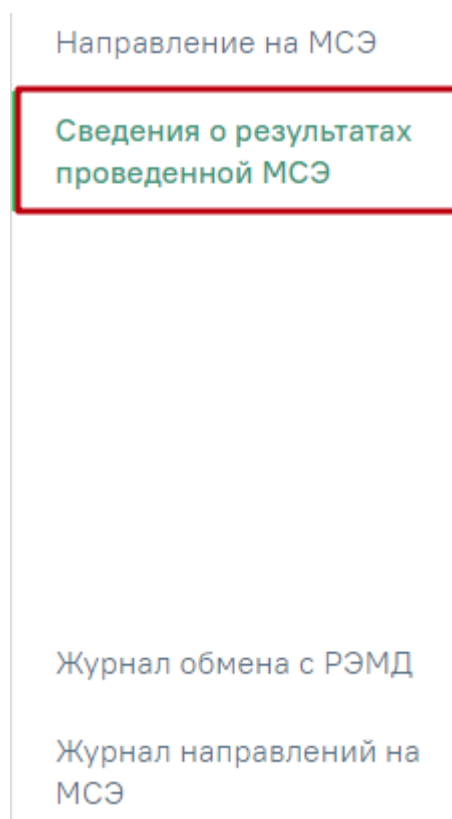 Направление на МСЭ
Сведения о результатах
проведенной МСЭ
Журнал обмена с РЭМД
Журнал направлений на
МСЭ